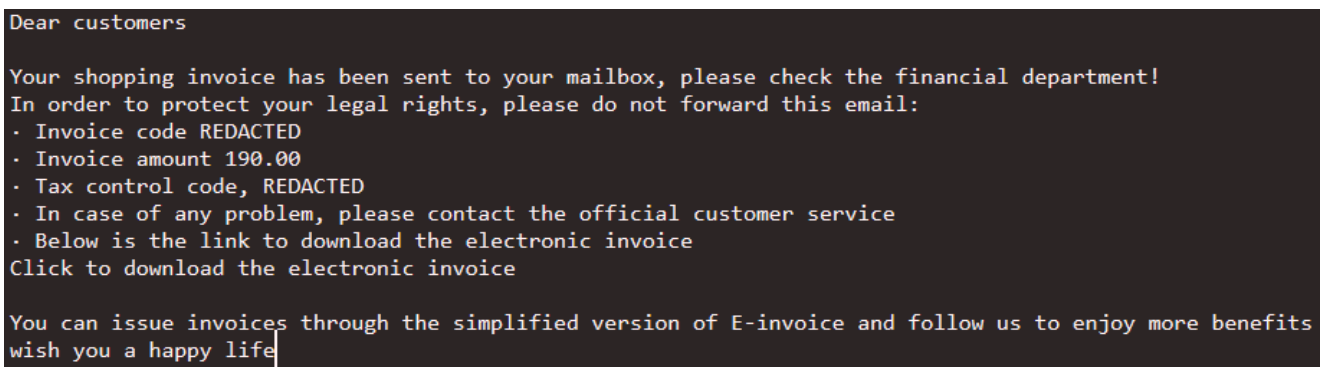 Dear customers
Your shopping invoice has been sent to your mailbox, please check the financial department!
In order to protect your legal rights, please do not forward this email:
· Invoice code REDACTED
· Invoice amount 190.00
· Tax control code, REDACTED
· In case of any problem, please contact the official customer service
· Below is the link to download the electronic invoice
Click to download the electronic invoice
You can issue invoices through the simplified version of E-invoice and follow us to enjoy more benefits
wish you a happy life